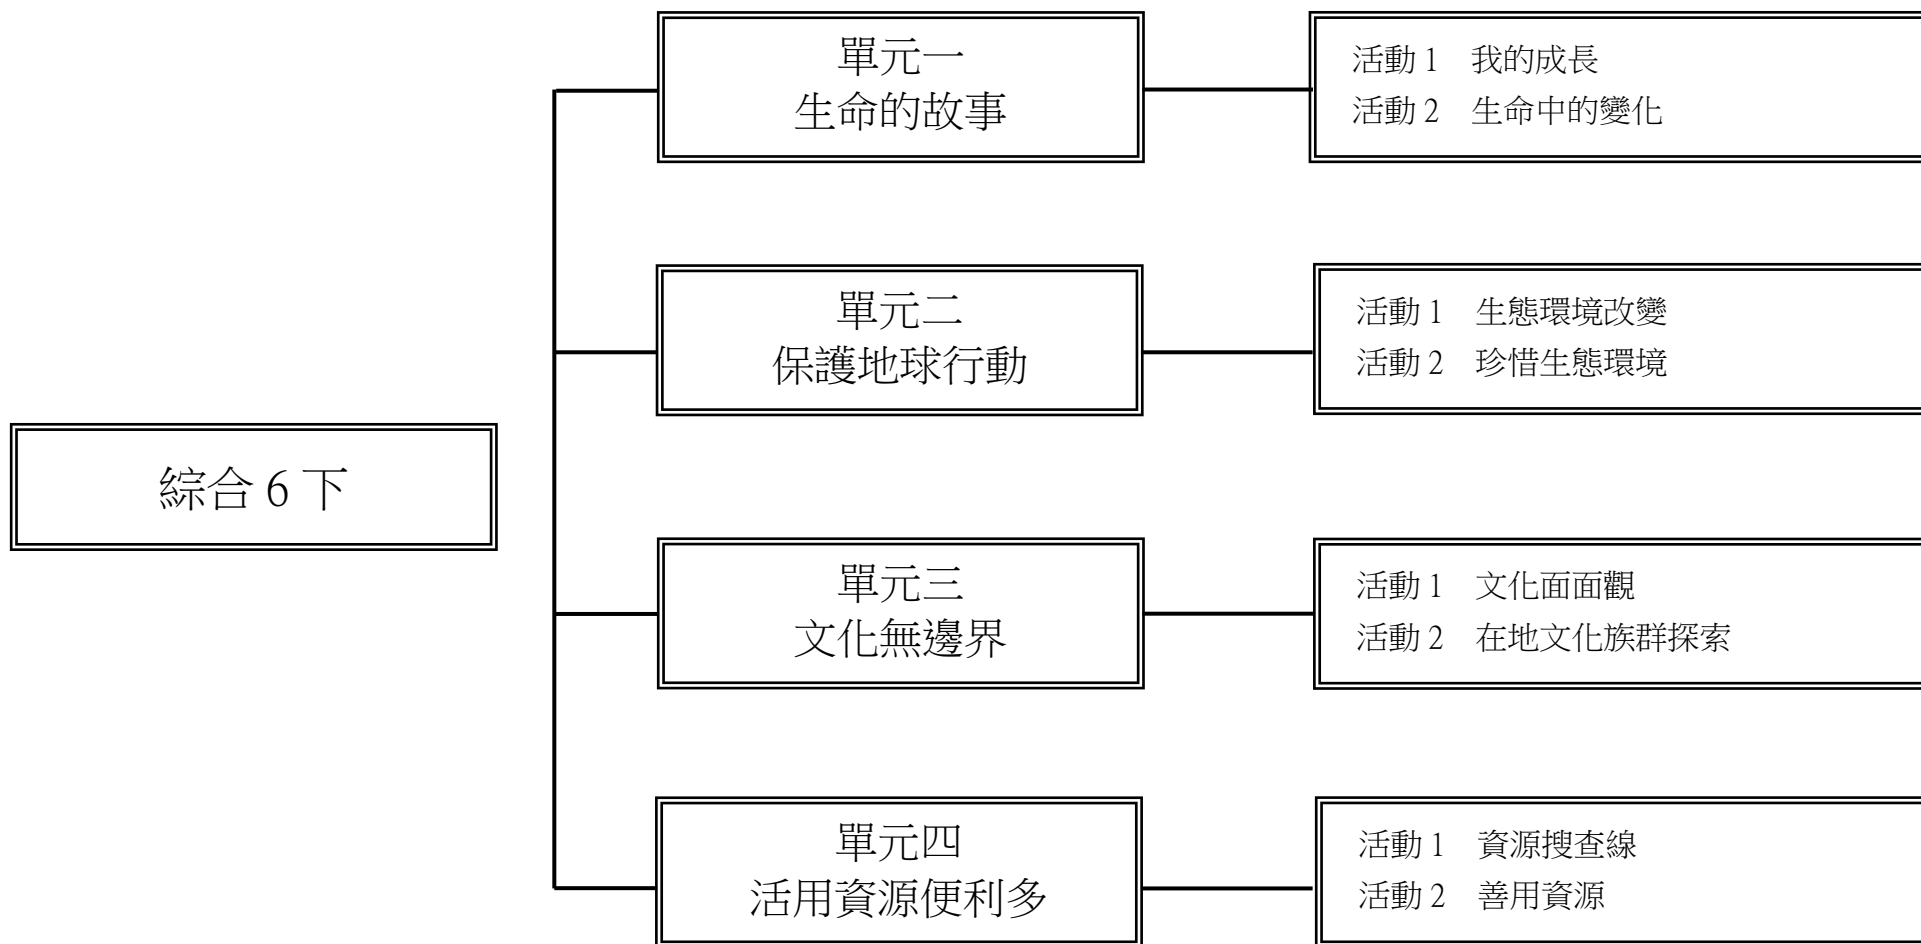 綜合 6 下
單元一
生命的故事
活動 1　我的成長
活動 2　生命中的變化
單元二
保護地球行動
活動 1　生態環境改變
活動 2　珍惜生態環境
單元三
文化無邊界
活動 1　文化面面觀
活動 2　在地文化族群探索
單元四
活用資源便利多
活動 1　資源搜查線
活動 2　善用資源